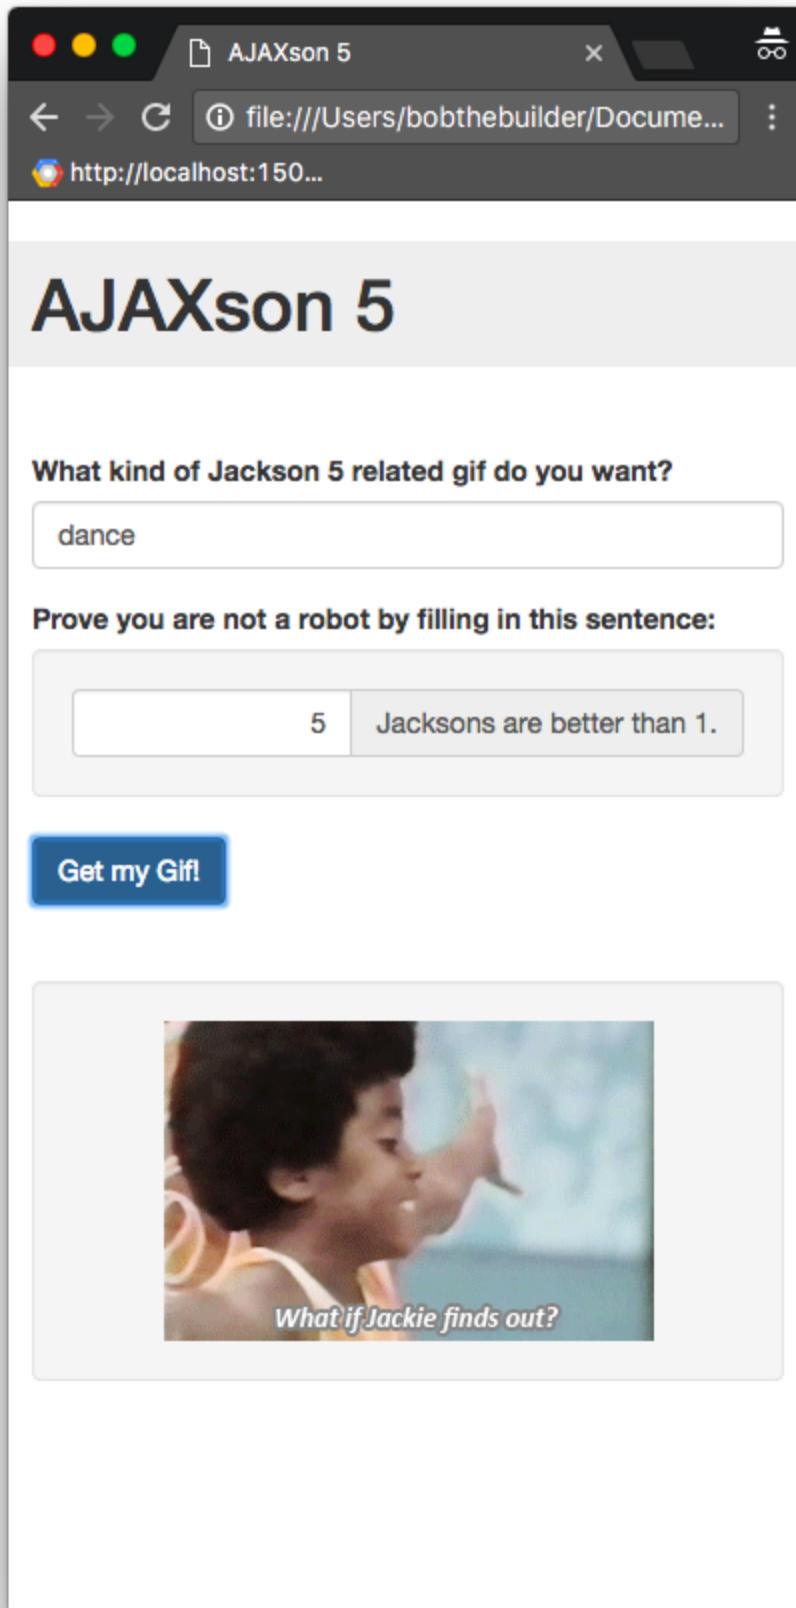 AJAXson 5
file:///Users/bobthebuilder/Docume...
http://localhost:150...
AJAXson 5
What kind of Jackson 5 related gif do you want?
dance
Prove you are not a robot by filling in this sentence:
5 Jacksons are better than 1.
Get my Gif!
What if Jackie finds out?